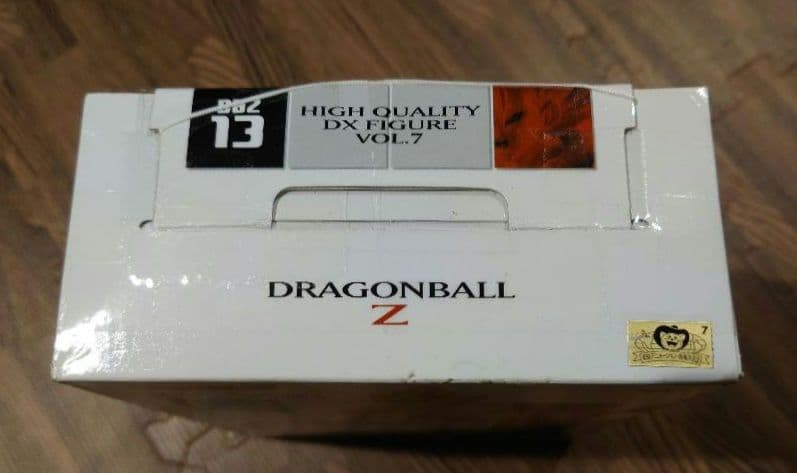 DBZ
13
HIGH QUALITY
DX FIGURE
VOL.7
DRAGONBALL
Z
7